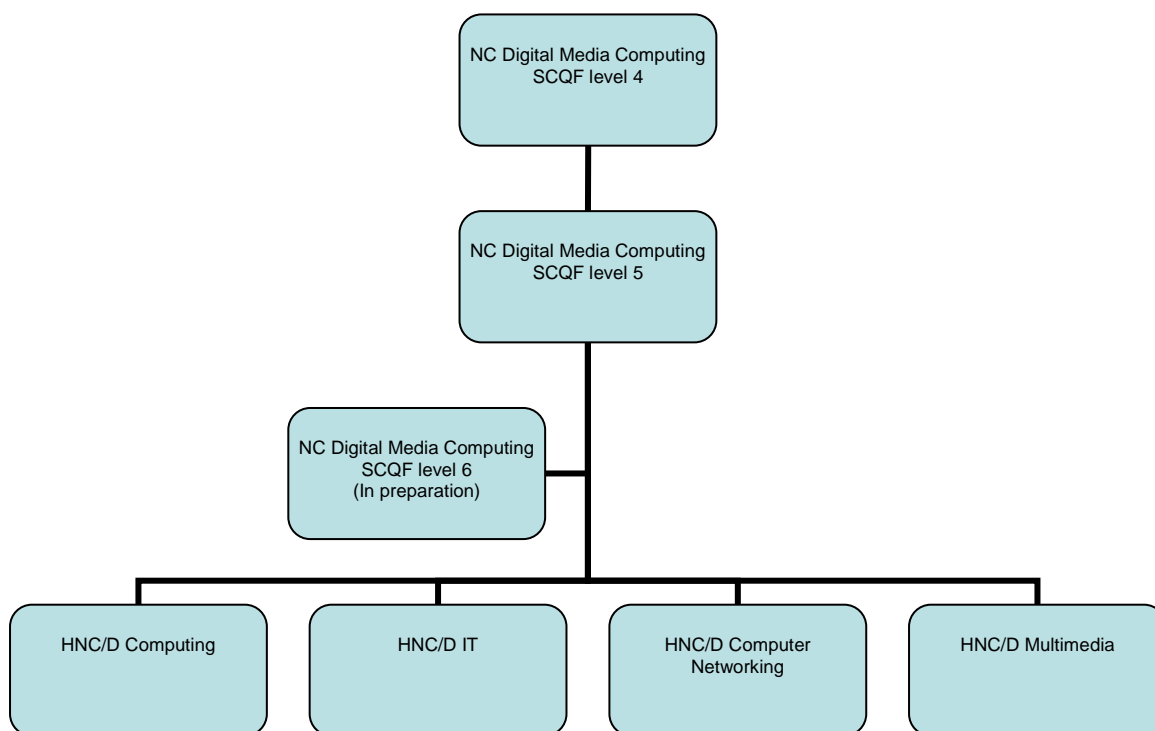 NC Digital Media Computing
SCQF level 4
NC Digital Media Computing
SCQF level 5
NC Digital Media Computing
SCQF level 6
(In preparation)
HNC/D Computing
HNC/D IT
HNC/D Computer
Networking
HNC/D Multimedia